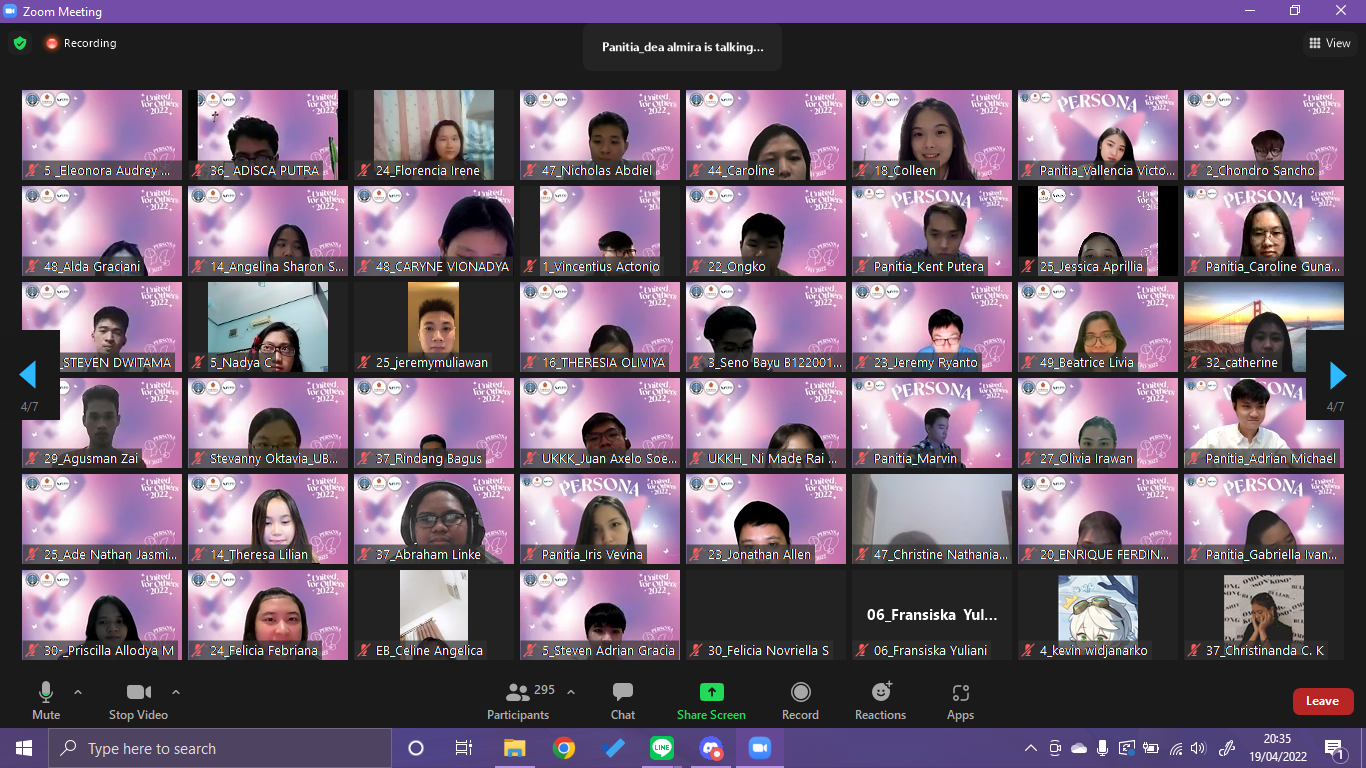 Zoom Meeting
Recording
Panitia_dea almira is talking...
View
United,
for Others
2022
PERSONA
5 _Eleonora Audrey ...
36_ ADISCA PUTRA
24_Florencia Irene
47_Nicholas Abdiel
44_Caroline
18_Colleen
Panitia_Vallencia Victo...
2_Chondro Sancho
48_Alda Graciani
14_Angelina Sharon S...
48_CARYNE VIONADYA
1_Vincentius Actonio
22_Ongko
Panitia_Kent Putera
25_Jessica Aprillia
Panitia_Caroline Guna...
_STEVEN DWITAMA
5_Nadya C
25_jeremymuliawan
16_THERESIA OLIVIYA
3_Seno Bayu B122001...
23_Jeremy Ryanto
49_Beatrice Livia
32_catherine
4/7
4/7
29_Agusman Zai
Stevanny Oktavia_UB...
37_Rindang Bagus
UKKK_Juan Axelo Soe...
UKKH_ Ni Made Rai ...
Panitia_Marvin
27_Olivia Irawan
Panitia_Adrian Michael
25_Ade Nathan Jasmi...
14_Theresa Lilian
37_Abraham Linke
Panitia_Iris Vevina
23_Jonathan Allen
47_Christine Nathania...
20_ENRIQUE FERDIN...
Panitia_Gabriella Ivan...
30-_Priscilla Allodya M
24_Felicia Febriana
EB_Celine Angelica
5_Steven Adrian Gracia
30_Felicia Novriella S
06_Fransiska Yul...
06_Fransiska Yuliani
4_kevin widjanarko
37_Christinanda C. K
Mute
Stop Video
295
Participants
Chat
Share Screen
Record
Reactions
Apps
Leave
Type here to search
LINE
20:35
19/04/2022
1